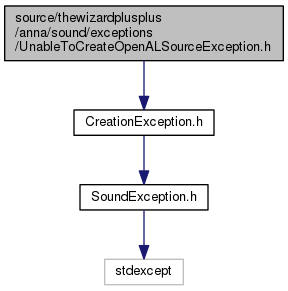 source/thewizardplusplus
/anna/sound/exceptions
/UnableToCreateOpenALSourceException.h
CreationException.h
SoundException.h
stdexcept